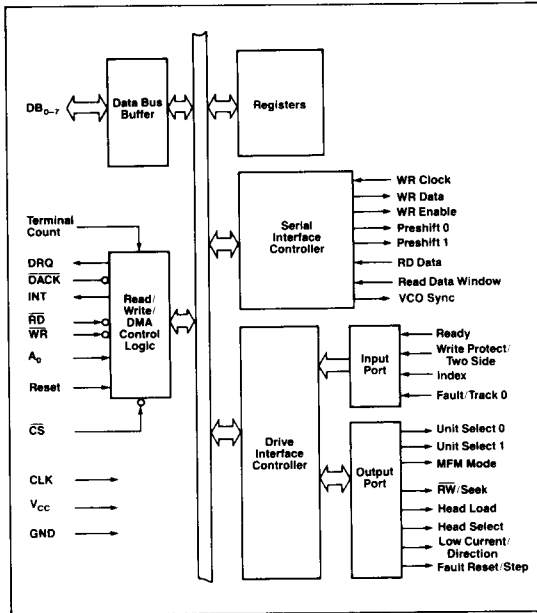 DB0–7
Data Bus
Buffer
Registers
Terminal
Count
DRQ
DACK
INT
RD
WR
A0
Reset
CS
CLK
VCC
GND
Read/
Write/
DMA
Control
Logic
Serial
Interface
Controller
WR Clock
WR Data
WR Enable
Preshift 0
Preshift 1
RD Data
Read Data Window
VCO Sync
Drive
Interface
Controller
Input
Port
Ready
Write Protect/
Two Side
Index
Fault/Track 0
Output
Port
Unit Select 0
Unit Select 1
MFM Mode
RW/Seek
Head Load
Head Select
Low Current/
Direction
Fault Reset/Step